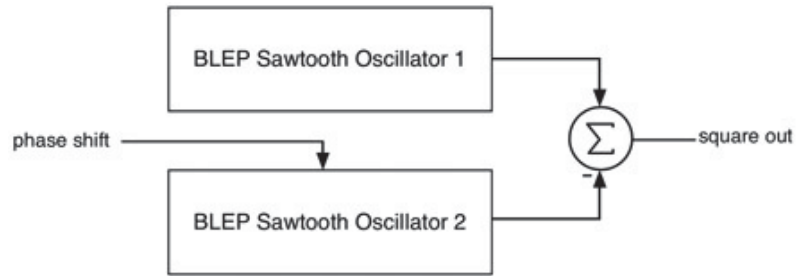 BLEP Sawtooth Oscillator 1
phase shift
Σ
square out
-
BLEP Sawtooth Oscillator 2